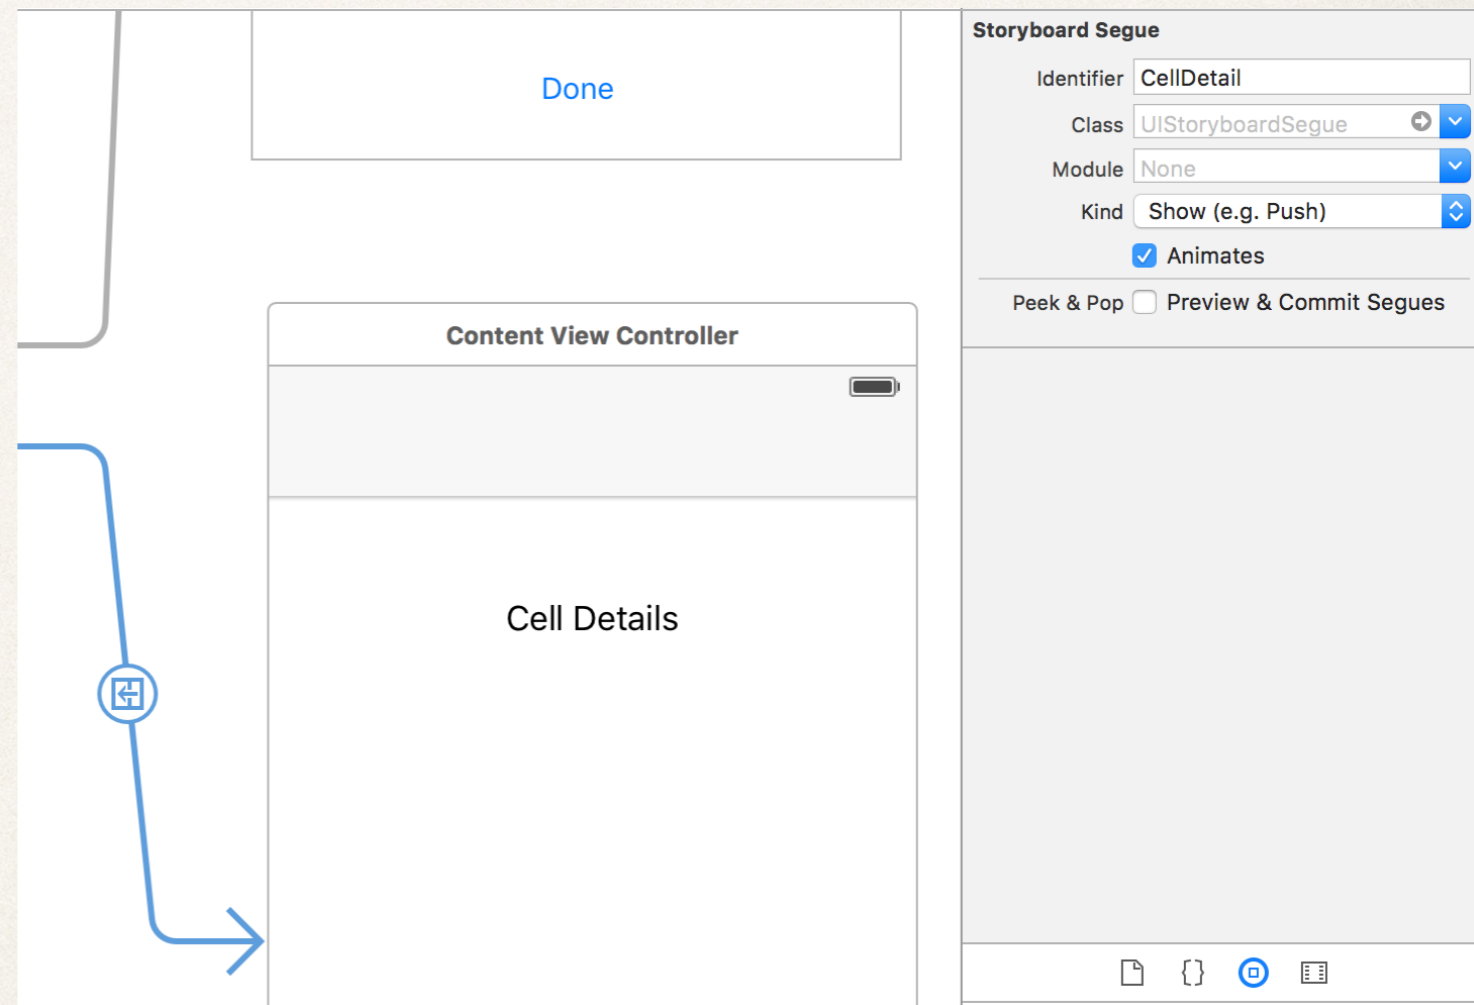 Done
Content View Controller
Cell Details
Storyboard Segue
Identifier CellDetail
Class UIStoryboardSegue
Module None
Kind Show (e.g. Push)
Animates
Peek & Pop Preview & Commit Segues